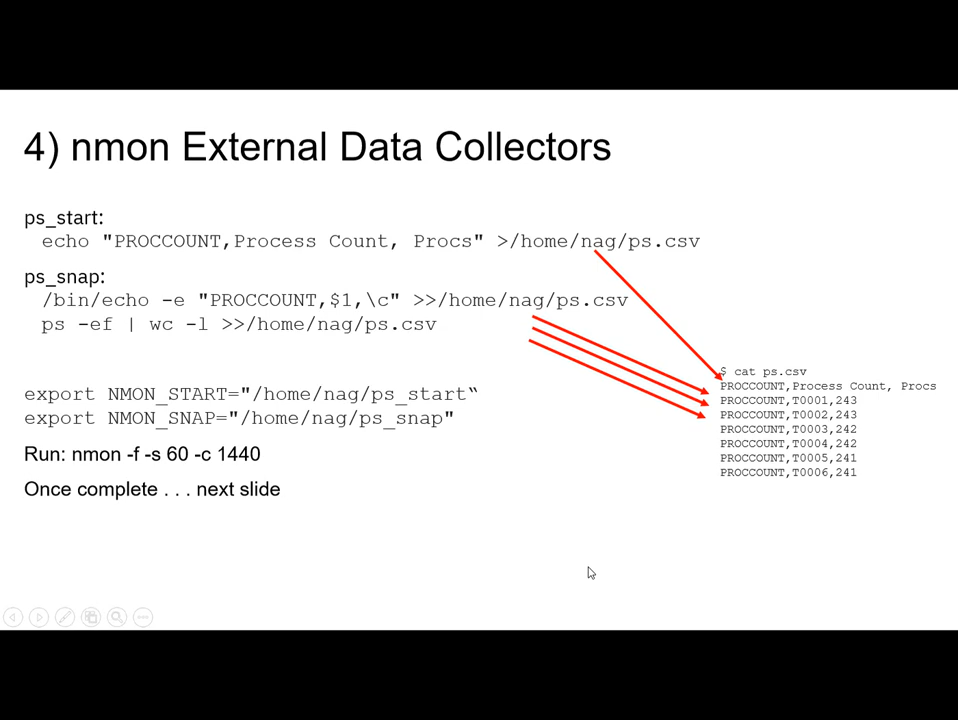 4) nmon External Data Collectors
ps_start:
echo "PROCCOUNT,Process Count, Procs" >/home/nag/ps.csv
ps_snap:
/bin/echo -e "PROCCOUNT,$1,\c" >>/home/nag/ps.csv
ps -ef | wc -l >>/home/nag/ps.csv
export NMON_START="/home/nag/ps_start“
export NMON_SNAP="/home/nag/ps_snap"
Run: nmon -f -s 60 -c 1440
Once complete . . . next slide
$ cat ps.csv
PROCCOUNT,Process Count, Procs
PROCCOUNT,T0001,243
PROCCOUNT,T0002,243
PROCCOUNT,T0003,242
PROCCOUNT,T0004,242
PROCCOUNT,T0005,241
PROCCOUNT,T0006,241